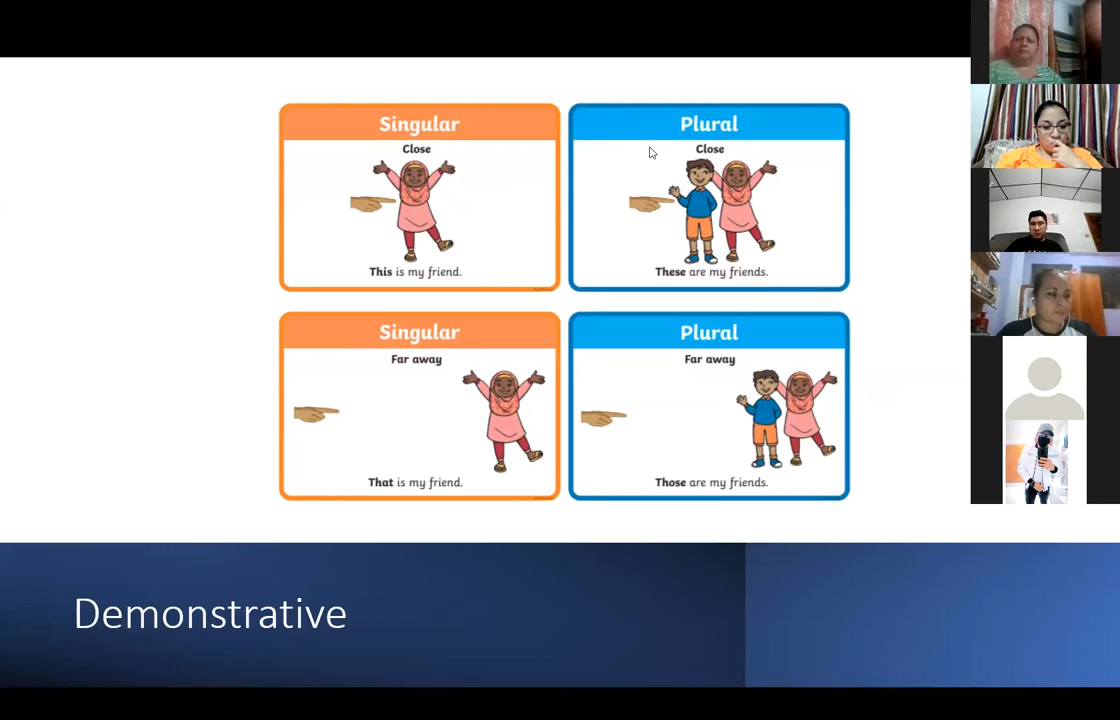 Singular
Close
This is my friend.
Plural
Close
These are my friends.
Singular
Far away
That is my friend.
Plural
Far away
Those are my friends.
Demonstrative